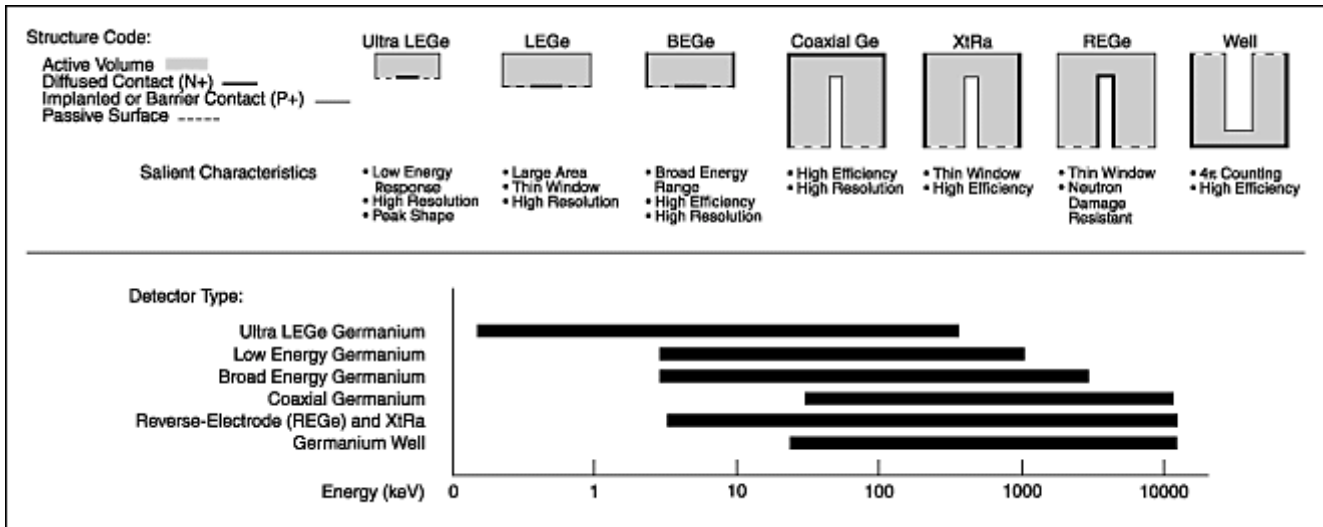 Structure Code:
Active Volume
Diffused Contact (N+)
Implanted or Barrier Contact (P+)
Passive Surface
Ultra LEGe
LEGe
BEGe
Coaxial Ge
XtRa
REGe
Well
Salient Characteristics
• Low Energy
Response
• High Resolution
• Peak Shape
• Large Area
• Thin Window
• High Resolution
• Broad Energy
Range
• High Efficiency
• High Resolution
• High Efficiency
• High Resolution
• Thin Window
• High Efficiency
• Thin Window
• Neutron
Damage
Resistant
• 4π Counting
• High Efficiency
Detector Type:
Ultra LEGe Germanium
Low Energy Germanium
Broad Energy Germanium
Coaxial Germanium
Reverse-Electrode (REGe) and XtRa
Germanium Well
Energy (keV) 0 1 10 100 1000 10000